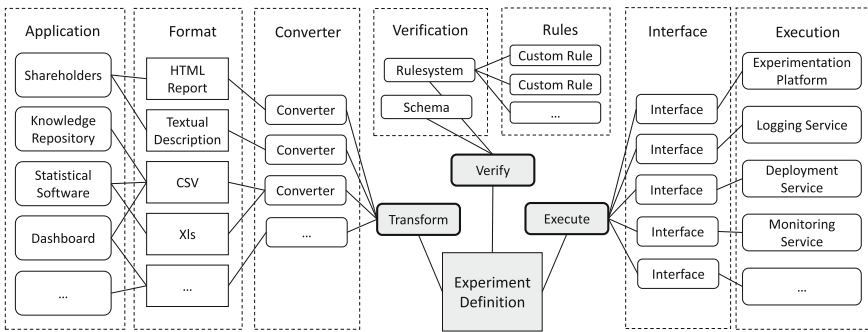 Application
Shareholders
Knowledge
Repository
Statistical
Software
Dashboard
...
Format
HTML
Report
Textual
Description
CSV
Xls
...
Converter
Converter
Converter
Converter
...
Transform
Verification
Rulesystem
Schema
Verify
Rules
Custom Rule
Custom Rule
...
Experiment
Definition
Execute
Interface
Interface
Interface
Interface
Interface
Interface
Execution
Experimentation
Platform
Logging Service
Deployment
Service
Monitoring
Service
...